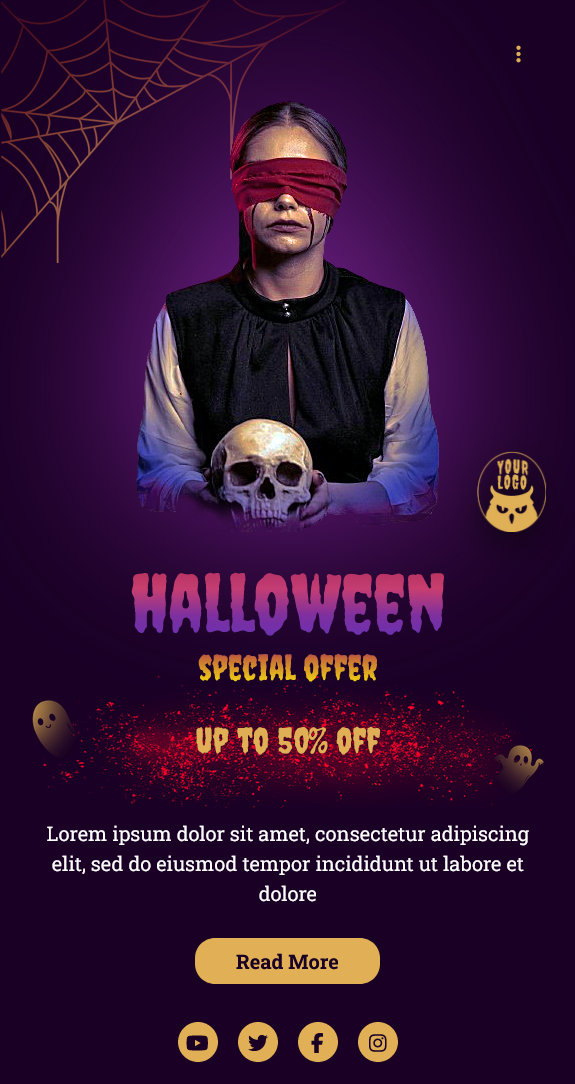 YOUR
LOGO
HALLOWEEN
SPECIAL OFFER
UP TO 50% OFF
Lorem ipsum dolor sit amet, consectetur adipiscing
elit, sed do eiusmod tempor incididunt ut labore et
dolore
Read More